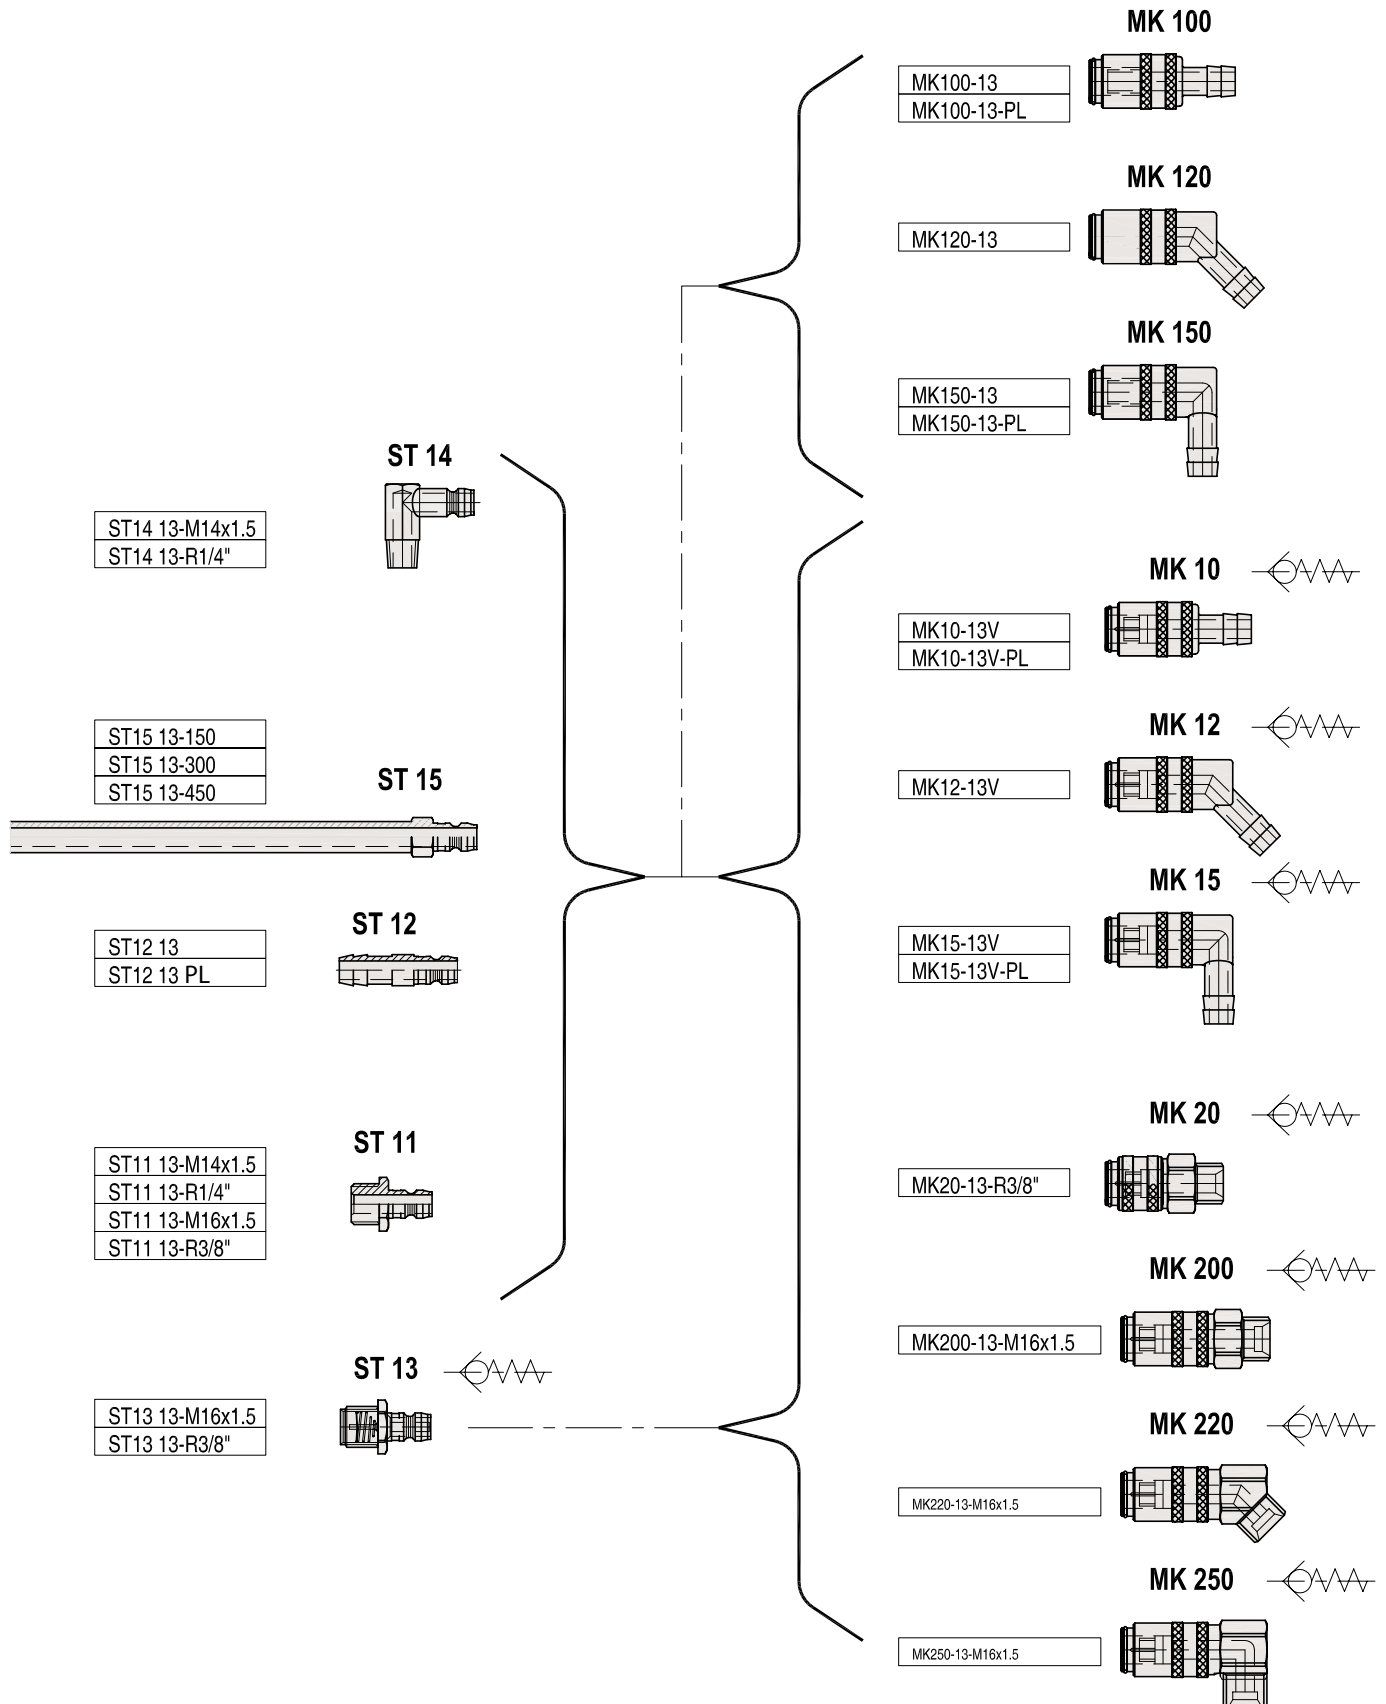 MK 100
MK100-13
MK100-13-PL
MK 120
MK120-13
MK 150
MK150-13
MK150-13-PL
ST 14
ST14 13-M14x1.5
ST14 13-R1/4"
MK 10
MK10-13V
MK10-13V-PL
ST15 13-150
ST15 13-300
ST15 13-450
ST 15
MK 12
MK12-13V
ST 12
ST12 13
ST12 13 PL
MK 15
MK15-13V
MK15-13V-PL
ST 11
ST11 13-M14x1.5
ST11 13-R1/4"
ST11 13-M16x1.5
ST11 13-R3/8"
MK 20
MK20-13-R3/8"
MK 200
MK200-13-M16x1.5
ST 13
ST13 13-M16x1.5
ST13 13-R3/8"
MK 220
MK220-13-M16x1.5
MK 250
MK250-13-M16x1.5